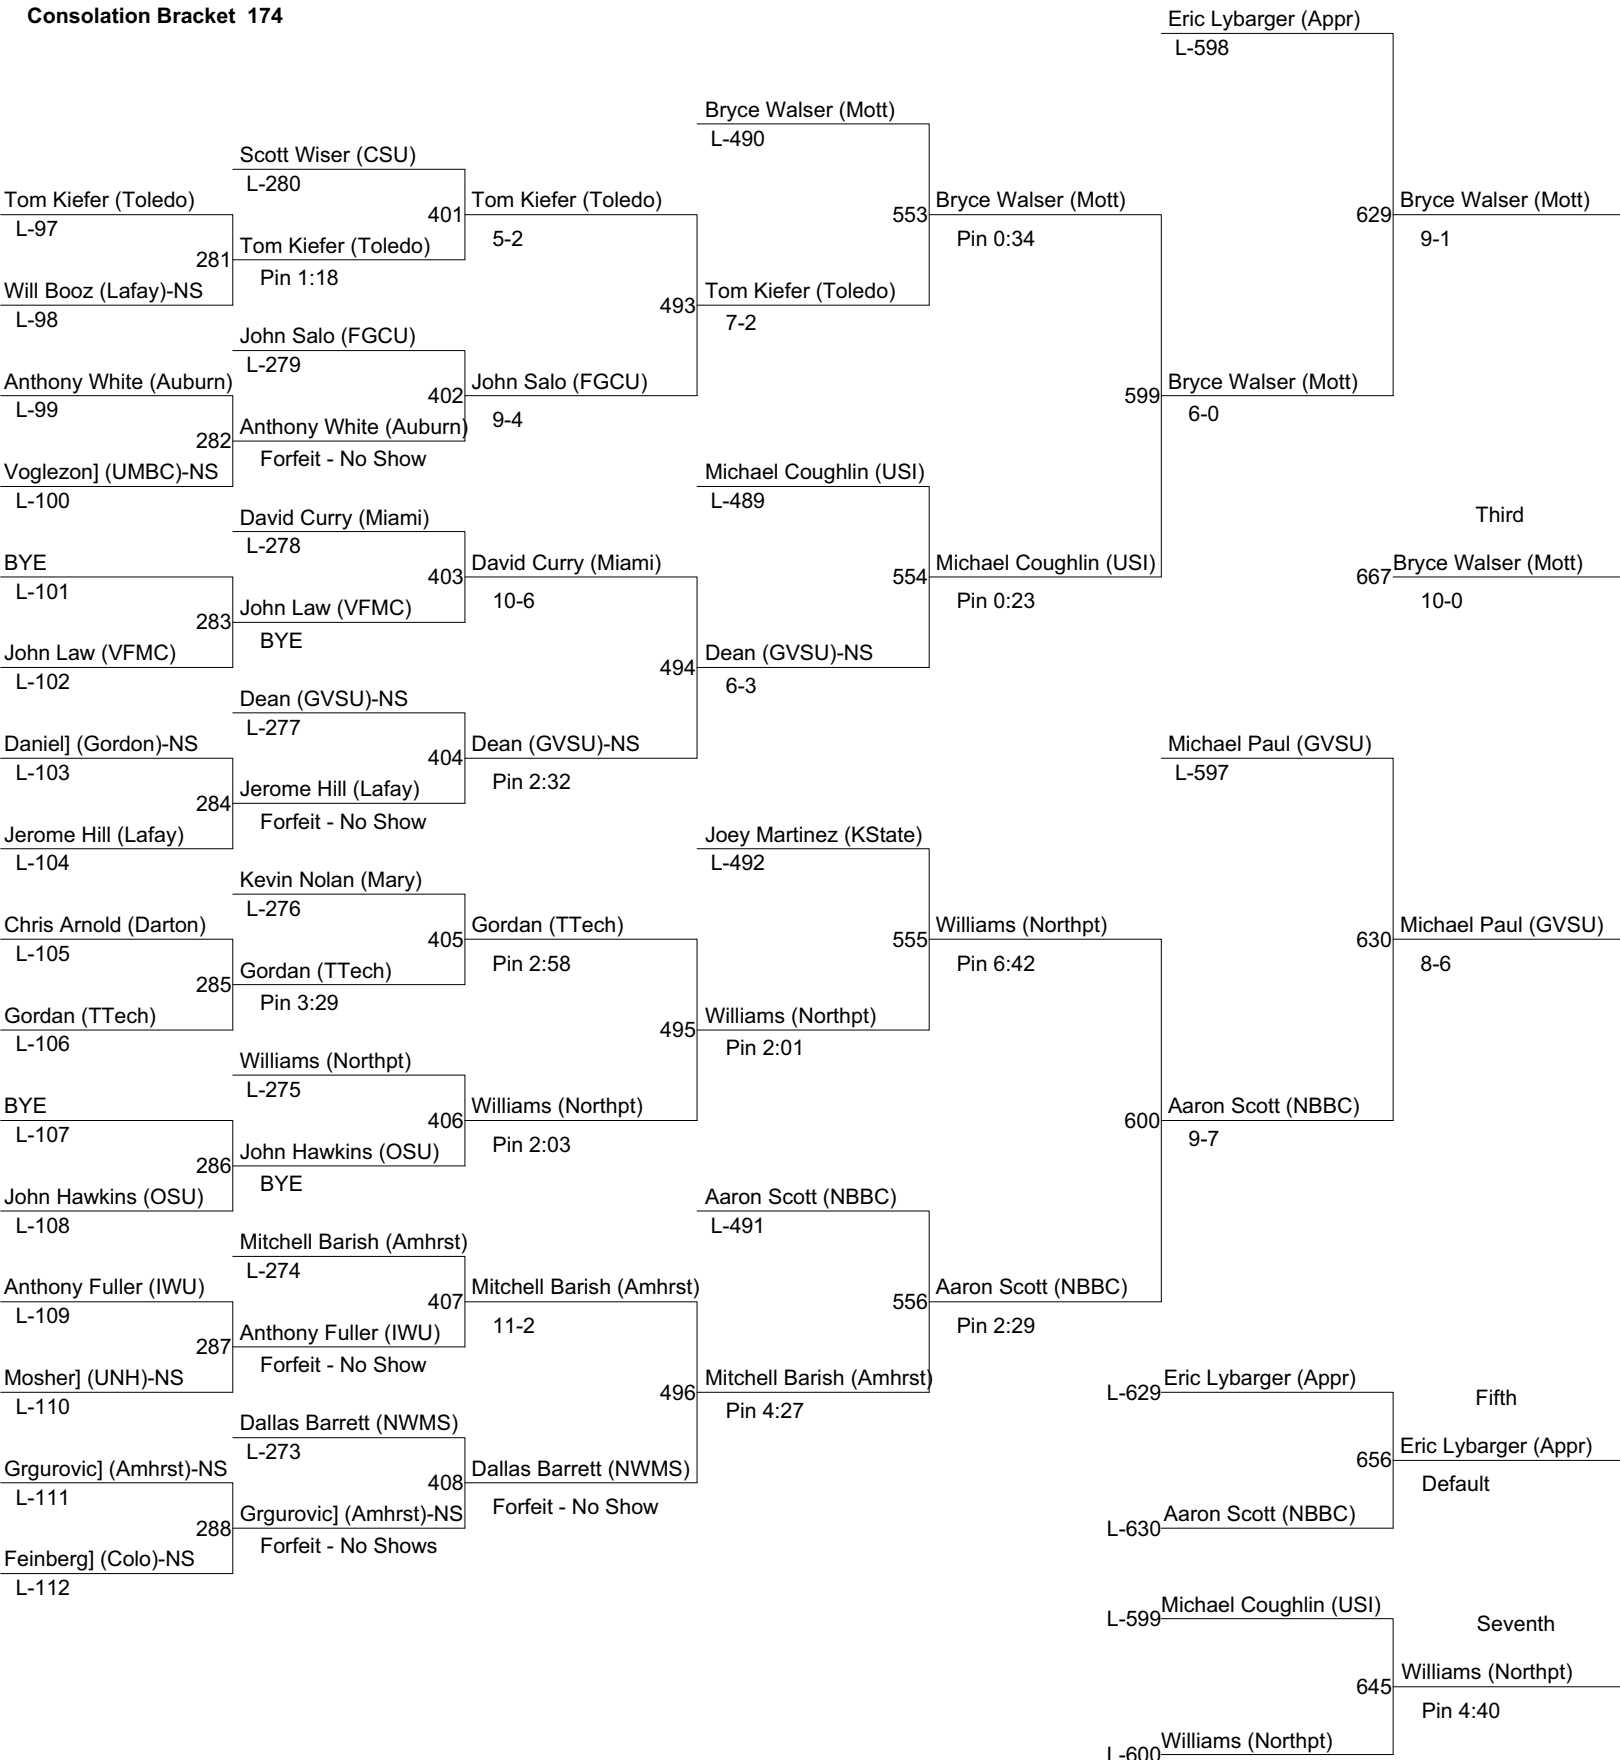 Consolation Bracket 174
Tom Kiefer (Toledo)
L-97
Will Booz (Lafay)-NS
L-98
Anthony White (Auburn)
L-99
Voglezon] (UMBC)-NS
L-100
BYE
L-101
John Law (VFMC)
L-102
Daniel] (Gordon)-NS
L-103
Jerome Hill (Lafay)
L-104
Chris Arnold (Darton)
L-105
Gordan (TTech)
L-106
BYE
L-107
John Hawkins (OSU)
L-108
Anthony Fuller (IWU)
L-109
Mosher] (UNH)-NS
L-110
Grgurovic] (Amhrst)-NS
L-111
Feinberg] (Colo)-NS
L-112
Scott Wiser (CSU)
L-280
281
Tom Kiefer (Toledo)
Pin 1:18
John Salo (FGCU)
L-279
282
Anthony White (Auburn)
Forfeit - No Show
David Curry (Miami)
L-278
283
John Law (VFMC)
BYE
Dean (GVSU)-NS
L-277
284
Jerome Hill (Lafay)
Forfeit - No Show
Kevin Nolan (Mary)
L-276
285
Gordan (TTech)
Pin 3:29
Williams (Northpt)
L-275
286
John Hawkins (OSU)
BYE
Mitchell Barish (Amhrst)
L-274
287
Anthony Fuller (IWU)
Forfeit - No Show
Dallas Barrett (NWMS)
L-273
288
Grgurovic] (Amhrst)-NS
Forfeit - No Shows
401
Tom Kiefer (Toledo)
5-2
402
John Salo (FGCU)
9-4
403
David Curry (Miami)
10-6
404
Dean (GVSU)-NS
Pin 2:32
405
Gordan (TTech)
Pin 2:58
406
Williams (Northpt)
Pin 2:03
407
Mitchell Barish (Amhrst)
11-2
408
Dallas Barrett (NWMS)
Forfeit - No Show
Bryce Walser (Mott)
L-490
493
Tom Kiefer (Toledo)
7-2
Michael Coughlin (USI)
L-489
494
Dean (GVSU)-NS
6-3
Joey Martinez (KState)
L-492
495
Williams (Northpt)
Pin 2:01
Aaron Scott (NBBC)
L-491
496
Mitchell Barish (Amhrst)
Pin 4:27
553
Bryce Walser (Mott)
Pin 0:34
554
Michael Coughlin (USI)
Pin 0:23
555
Williams (Northpt)
Pin 6:42
556
Aaron Scott (NBBC)
Pin 2:29
Eric Lybarger (Appr)
L-598
599
Bryce Walser (Mott)
6-0
Michael Paul (GVSU)
L-597
600
Aaron Scott (NBBC)
9-7
629
Bryce Walser (Mott)
9-1
Third
667
Bryce Walser (Mott)
10-0
630
Michael Paul (GVSU)
8-6
L-629
Eric Lybarger (Appr)
Fifth
656
Eric Lybarger (Appr)
Default
L-630
Aaron Scott (NBBC)
L-599
Michael Coughlin (USI)
Seventh
645
Williams (Northpt)
Pin 4:40
L-600
Williams (Northpt)